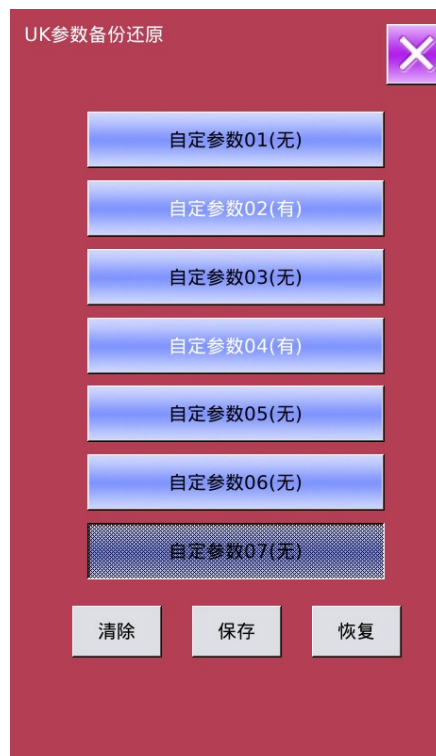 UK参数备份还原
自定参数01(无)
自定参数02(有)
自定参数03(无)
自定参数04(有)
自定参数05(无)
自定参数06(无)
自定参数07(无)
清除 保存 恢复